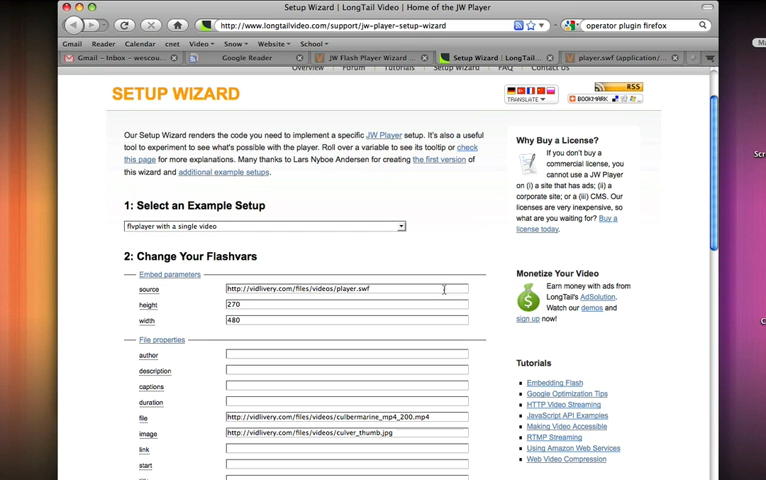 Setup Wizard | LongTail Video | Home of the JW Player
http://www.longtailvideo.com/support/jw-player-setup-wizard
operator plugin firefox
Gmail Reader Calendar cnet Video Snow Website School
Gmail – Inbox – wescou...
Google Reader
JW Flash Player Wizard ...
Setup Wizard | LongTail...
player.swf (application/...
Overview Forum Tutorials Setup Wizard FAQ Contact Us
SETUP WIZARD
TRANSLATE
RSS
BOOKMARK
Our Setup Wizard renders the code you need to implement a specific JW Player setup. It's also a useful
tool to experiment to see what's possible with the player. Roll over a variable to see its tooltip or check
this page for more explanations. Many thanks to Lars Nyboe Andersen for creating the first version of
this wizard and additional example setups.
1: Select an Example Setup
flvplayer with a single video
2: Change Your Flashvars
Embed parameters
source http://vidlivery.com/files/videos/player.swf
height 270
width 480
File properties
author
description
captions
duration
file http://vidlivery.com/files/videos/culbermarine_mp4_200.mp4
image http://vidlivery.com/files/videos/culver_thumb.jpg
link
start
Why Buy a License?
If you don't buy a
commercial license, you
cannot use a JW Player
on (i) a site that has ads; (ii) a
corporate site; or a (iii) CMS. Our
licenses are very inexpensive, so
what are you waiting for? Buy a
license today.
Monetize Your Video
Earn money with ads from
LongTail's AdSolution.
Watch our demos and
sign up now!
Tutorials
Embedding Flash
Google Optimization Tips
HTTP Video Streaming
JavaScript API Examples
Making Video Accessible
RTMP Streaming
Using Amazon Web Services
Web Video Compression
Ma
Scr
C